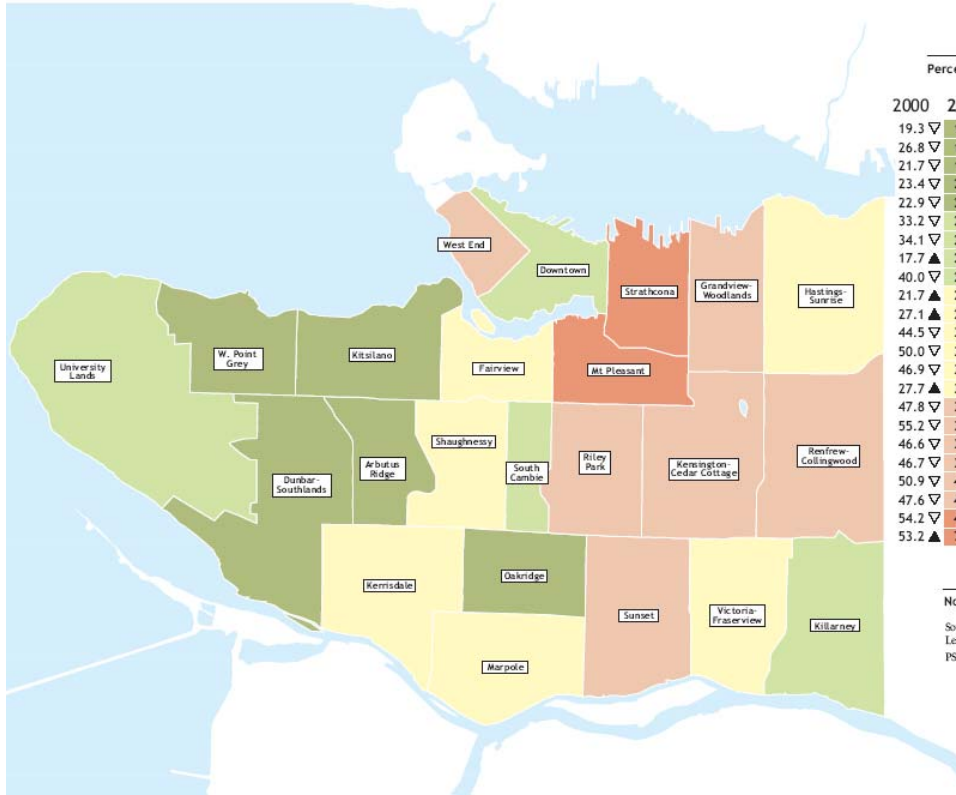 Perce
2000 2
19.3 ▽
26.8 ▽
21.7 ▽
23.4 ▽
22.9 ▽
33.2 ▽
34.1 ▽
17.7 ▲
40.0 ▽
21.7 ▲
27.1 ▲
44.5 ▽
50.0 ▽
46.9 ▽
27.7 ▲
47.8 ▽
55.2 ▽
46.6 ▽
46.7 ▽
50.9 ▽
47.6 ▽
54.2 ▽
53.2 ▲
No
So
Le
PS
West End
Downtown
Strathcona
Grandview-
Woodlands
Hastings-
Sunrise
University
Lands
W. Point
Grey
Kitsilano
Fairview
Mt Pleasant
Dunbar-
Southlands
Arbutus
Ridge
Shaughnessy
South
Cambie
Riley
Park
Kensington-
Cedar Cottage
Renfrew-
Collingwood
Kerrisdale
Oakridge
Sunset
Victoria-
Fraserview
Killarney
Marpole